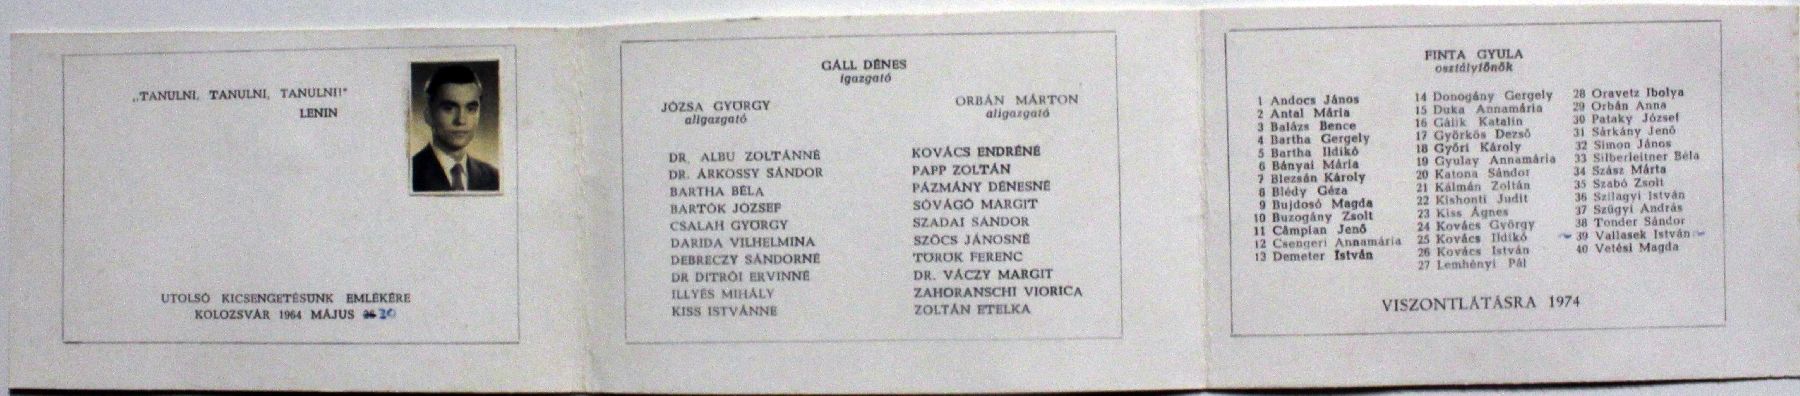 „TANULNI, TANULNI, TANULNI!"
LENIN
UTOLSÓ KICSENGETÉSÜNK EMLÉKÉRE
KOLOZSVÁR 1964 MÁJUS 30
GÁLL DÉNES
igazgató
JÓZSA GYÖRGY
aligazgató
ORBÁN MÁRTON
aligazgató
DR. ALBU ZOLTÁNNÉ
DR. ÁRKOSSY SÁNDOR
BARTHA BÉLA
BARTÓK JÓZSEF
CSALAH GYÖRGY
DARIDA VILHELMINA
DEBRECZY SÁNDORNÉ
DR DITRÓI ERVINNÉ
ILLYÉS MIHÁLY
KISS ISTVÁNNÉ
KOVÁCS ENDRÉNÉ
PAPP ZOLTÁN
PÁZMÁNY DÉNESNÉ
SÓVÁGÓ MARGIT
SZADAI SÁNDOR
SZŐCS JÁNOSNÉ
TÖRÖK FERENC
DR. VÁCZY MARGIT
ZAHORANSCHI VIORICA
ZOLTÁN ETELKA
FINTA GYULA
osztályfőnök
1 Andocs János
2 Antal Mária
3 Balázs Bence
4 Bartha Gergely
5 Bartha Ildikó
6 Bányai Mária
7 Blezsán Károly
8 Blédy Géza
9 Bujdosó Magda
10 Buzogány Zsolt
11 Câmpian Jenő
12 Csengeri Annamária
13 Demeter István
14 Donogány Gergely
15 Duka Annamária
16 Gálik Katalin
17 Györkös Dezső
18 Győri Károly
19 Gyulay Annamária
20 Katona Sándor
21 Kálmán Zoltán
22 Kishonti Judit
23 Kiss Ágnes
24 Kovács György
25 Kovács Ildikó
26 Kovács István
27 Lemhényi Pál
28 Oravetz Ibolya
29 Orbán Anna
30 Pataky József
31 Sárkány Jenő
32 Simon János
33 Silberleitner Béla
34 Szász Márta
35 Szabó Zsolt
36 Szilagyi István
37 Szűgyi András
38 Tonder Sándor
39 Vallasek István
40 Vetési Magda
VISZONTLÁTÁSRA 1974